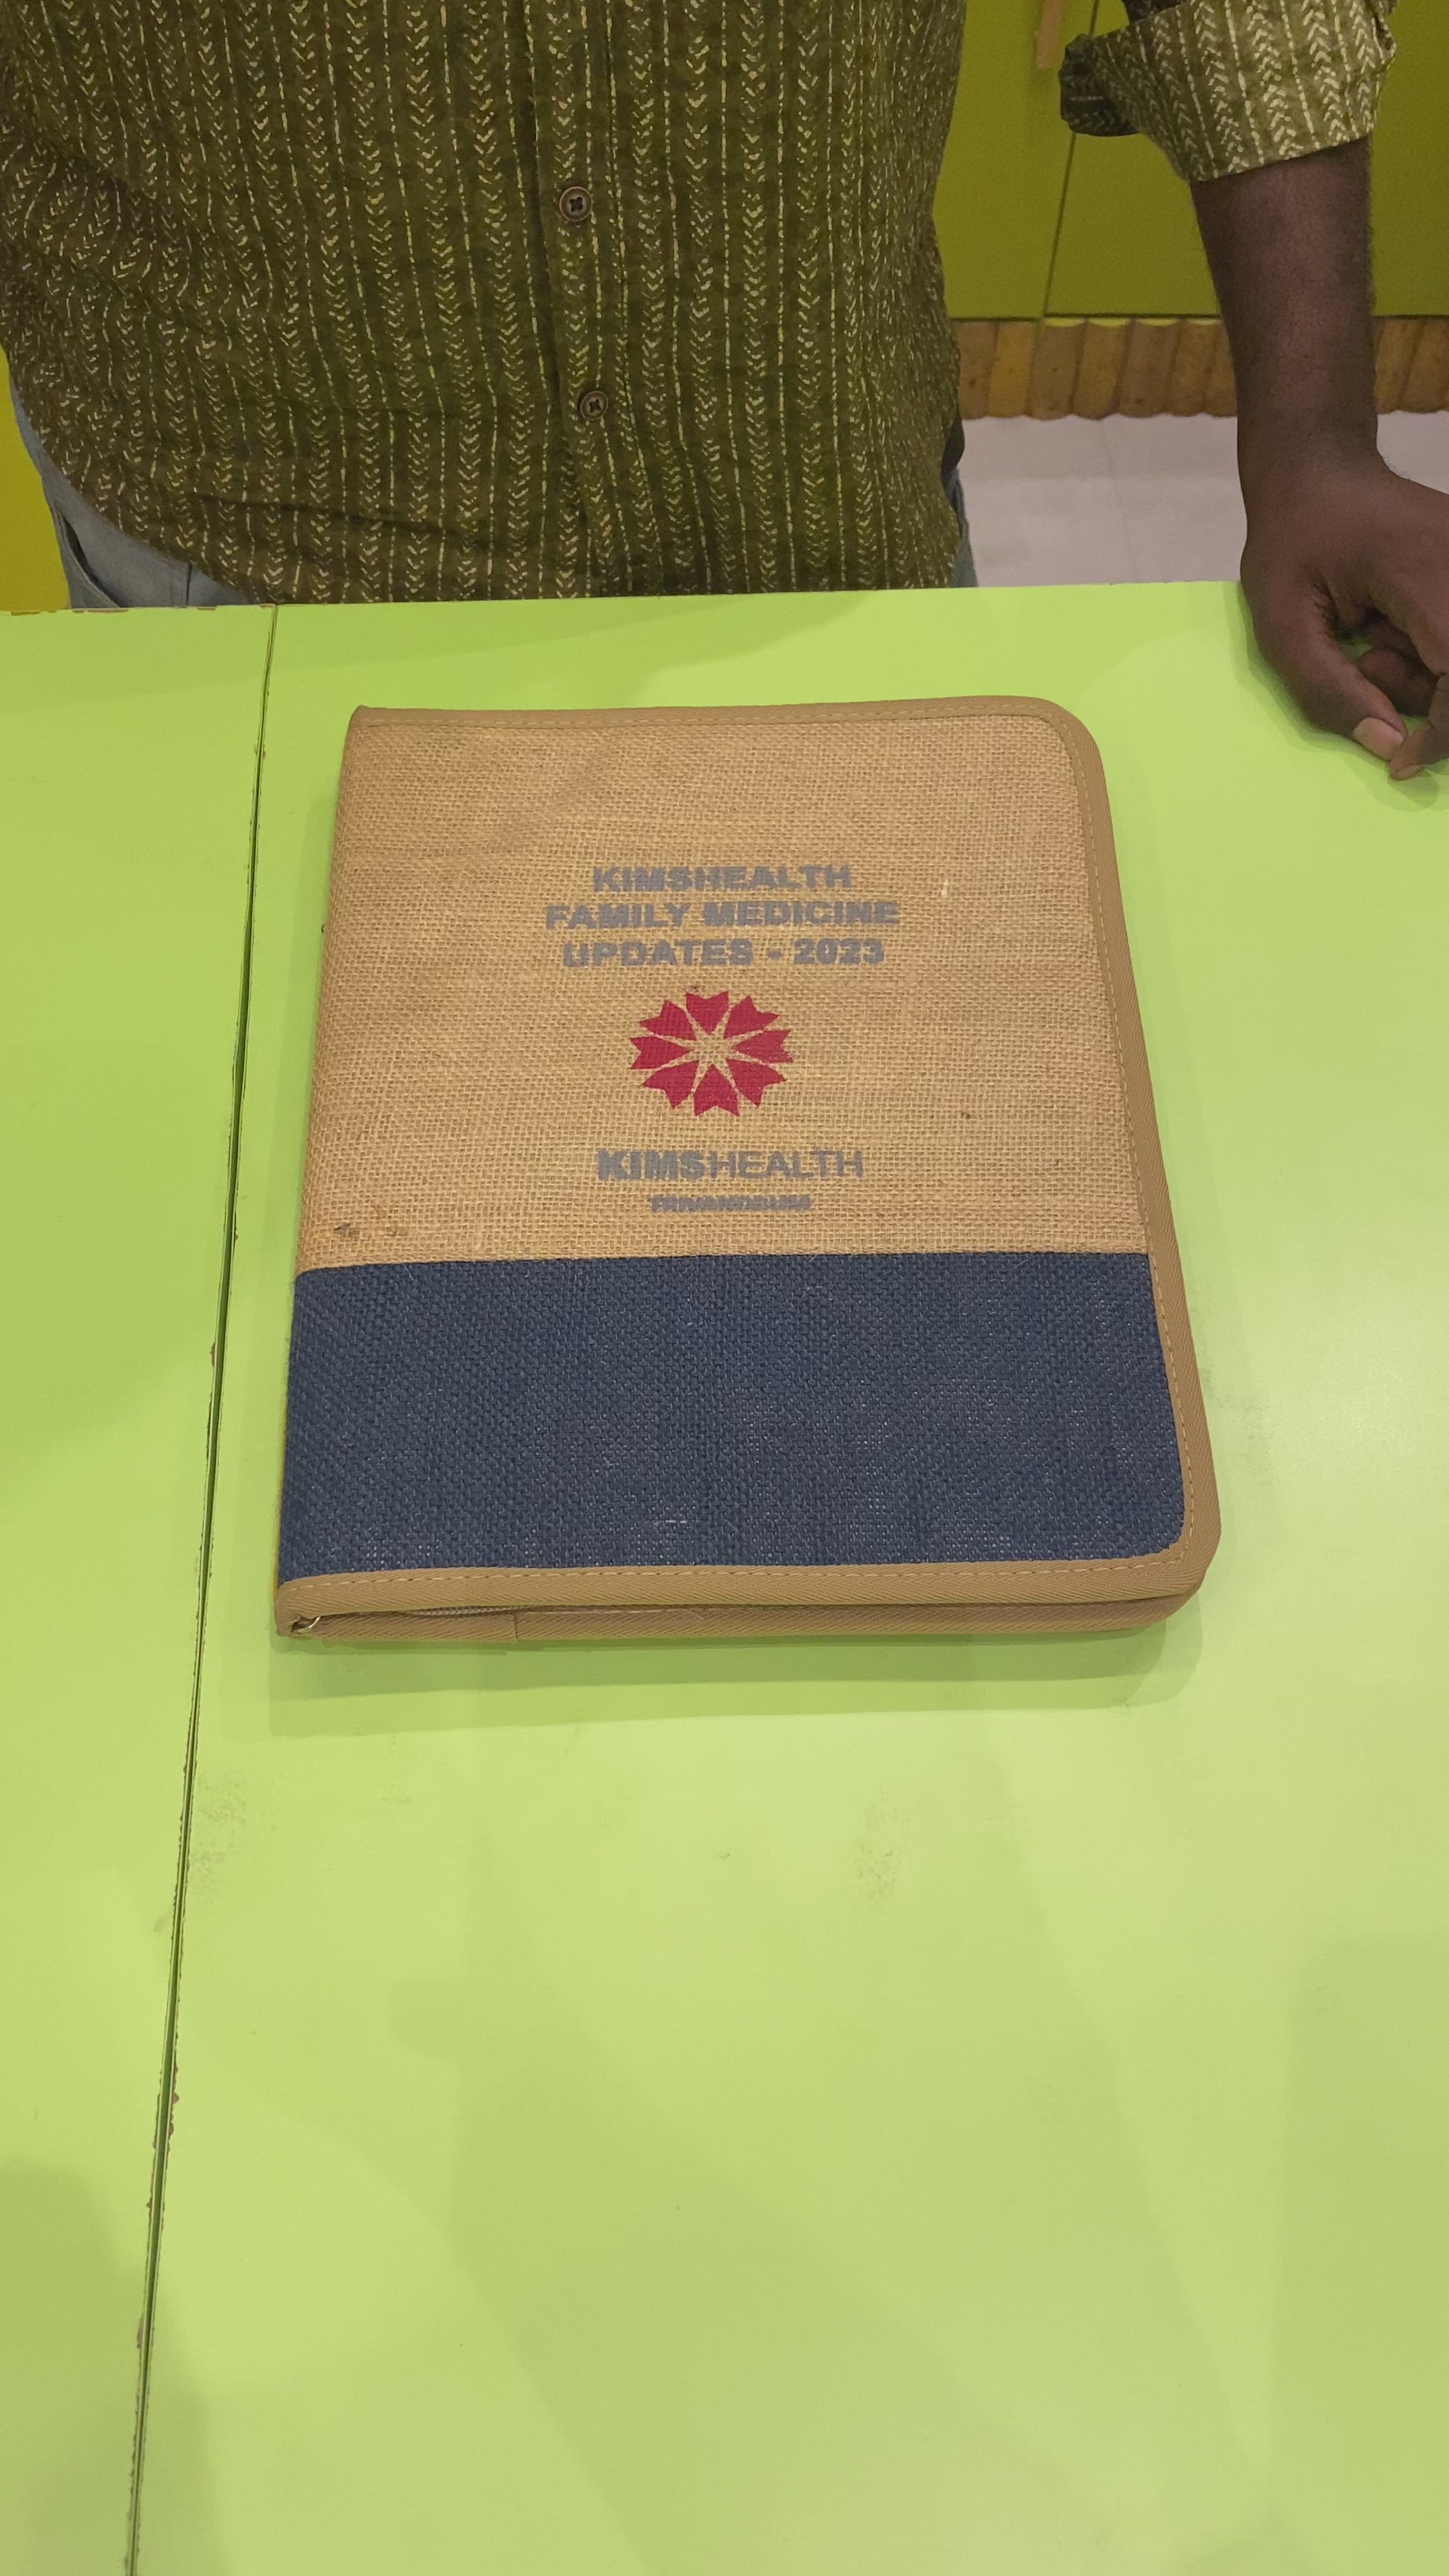 KIMSHEALTH
FAMILY MEDICINE
UPDATES - 2023
KIMSHEALTH